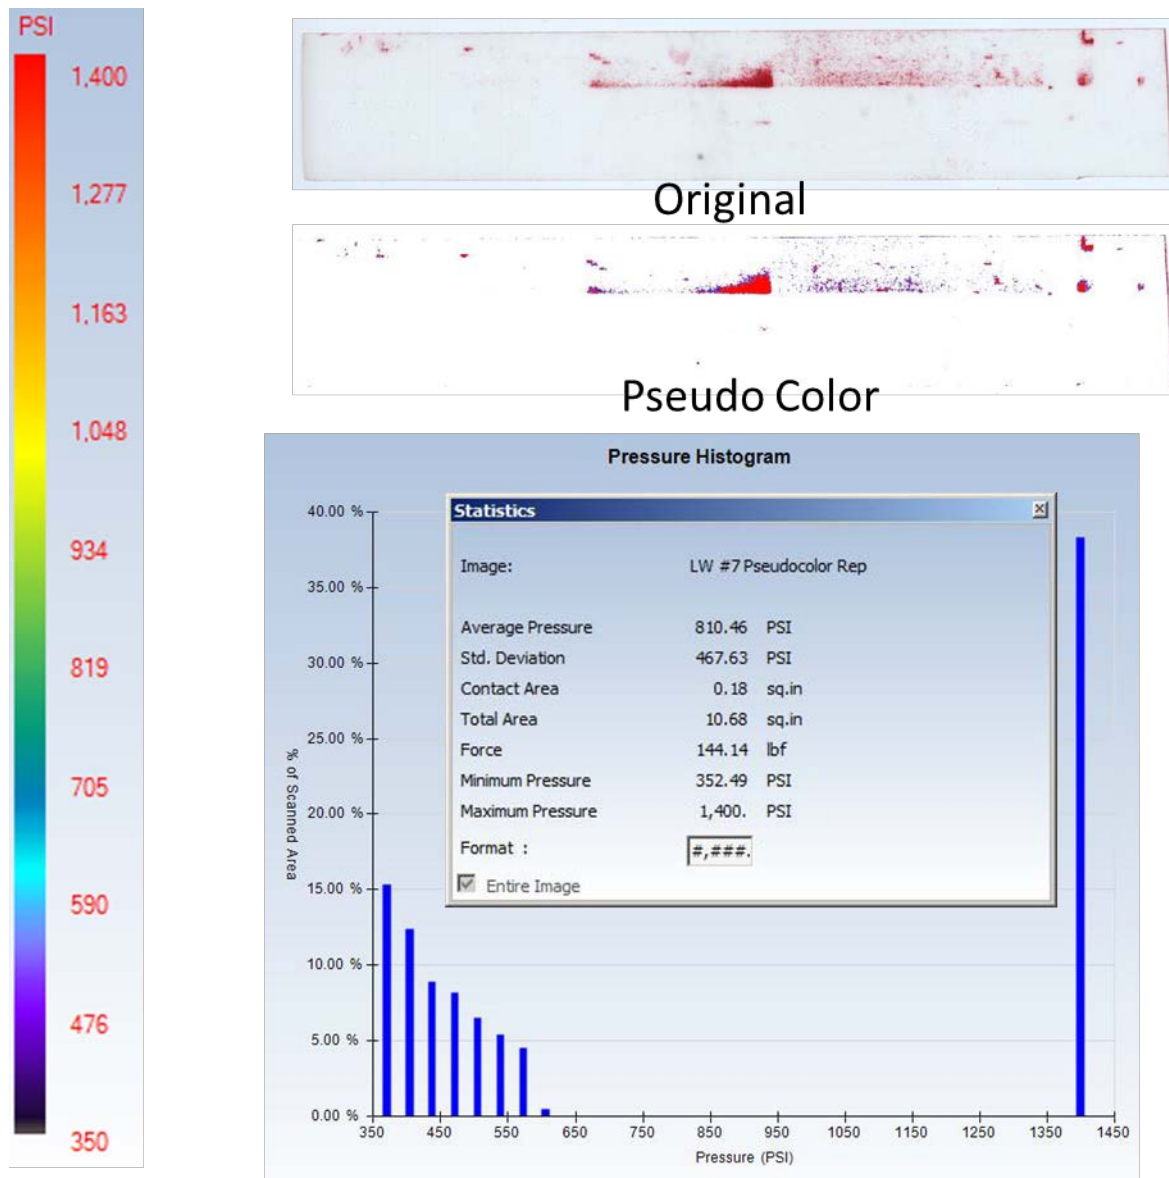 PSI
1,400
1,277
1,163
1,048
934
819
705
590
476
350
Original
Pseudo Color
Pressure Histogram
40.00 %
35.00 %
30.00 %
25.00 %
20.00 %
15.00 %
10.00 %
5.00 %
0.00 %
% of Scanned Area
Statistics
Image: LW #7 Pseudocolor Rep
Average Pressure 810.46 PSI
Std. Deviation 467.63 PSI
Contact Area 0.18 sq.in
Total Area 10.68 sq.in
Force 144.14 lbf
Minimum Pressure 352.49 PSI
Maximum Pressure 1,400. PSI
Format : #,###.
Entire Image
350 450 550 650 750 850 950 1050 1150 1250 1350 1450
Pressure (PSI)